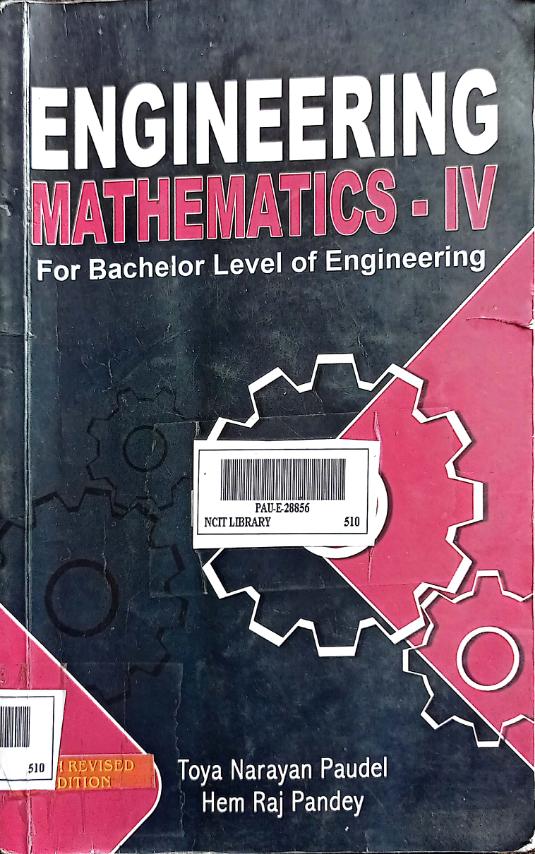 ENGINEERING
MATHEMATICS - IV
For Bachelor Level of Engineering
PAU-E-28856
NCIT LIBRARY 510
510
REVISED
Toya Narayan Paudel
Hem Raj Pandey